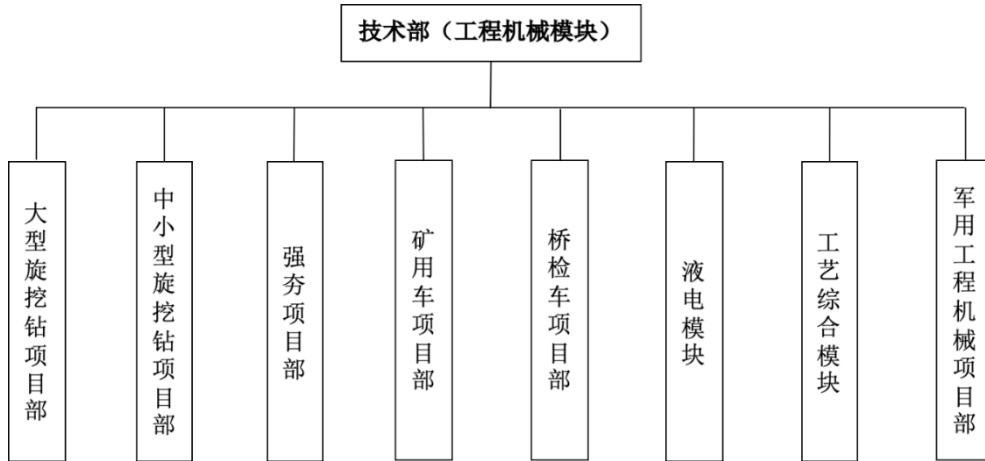 技术部（工程机械模块）
大型旋挖钻项目部
中小型旋挖钻项目部
强夯项目部
矿用车项目部
桥检车项目部
液电模块
工艺综合模块
军用工程机械项目部